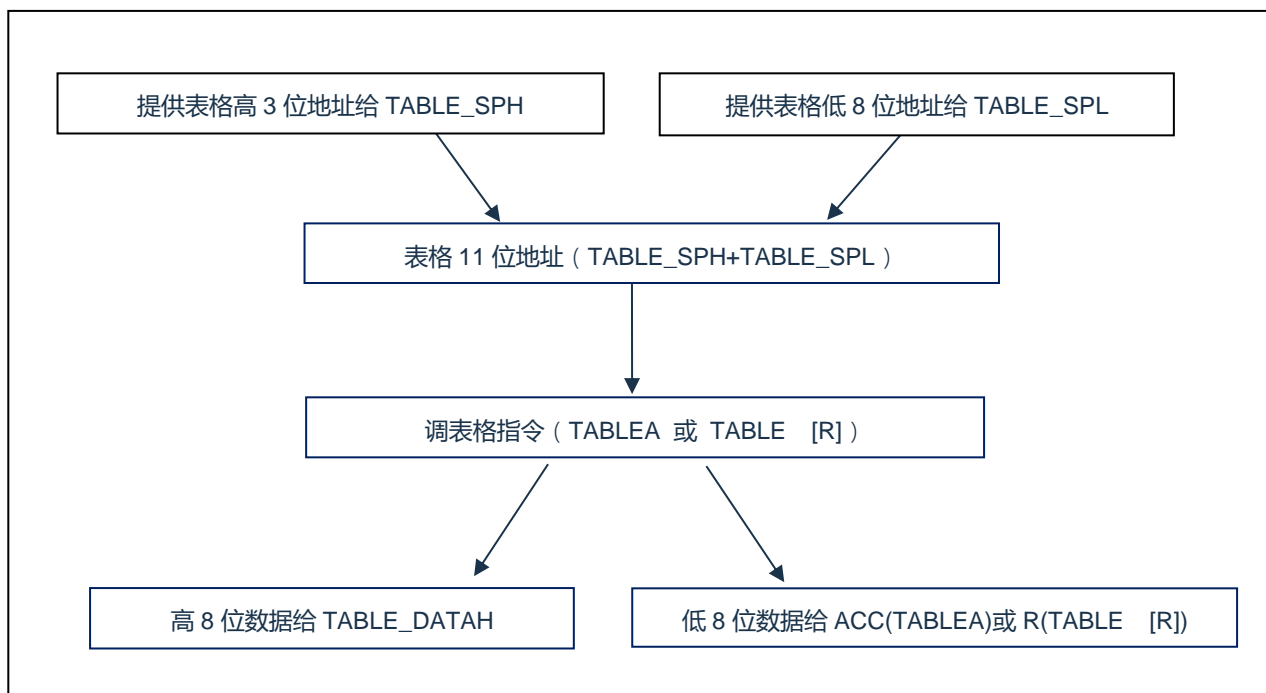 提供表格高 3 位地址给 TABLE_SPH
提供表格低 8 位地址给 TABLE_SPL
表格 11 位地址（TABLE_SPH+TABLE_SPL）
调表格指令（TABLEA 或 TABLE [R]）
高 8 位数据给 TABLE_DATAH
低 8 位数据给 ACC(TABLEA)或 R(TABLE [R])